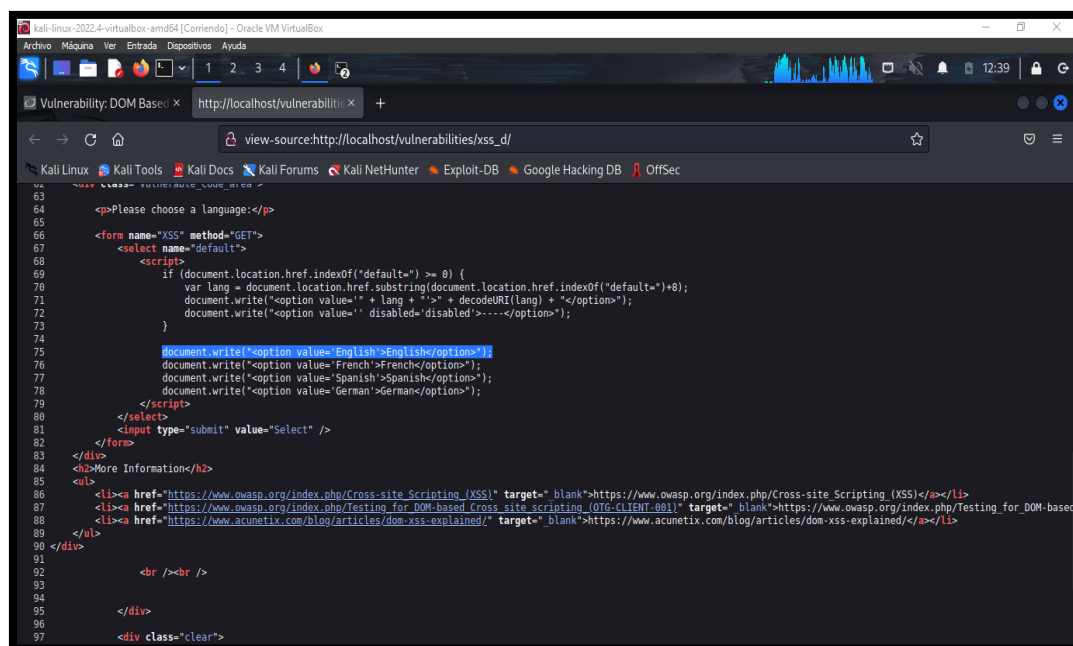 kali-linux-2022.4-virtualbox-amd64 [Corriendo] - Oracle VM VirtualBox
Archivo Máquina Ver Entrada Dispositivos Ayuda
1 2 3 4 12:39
Vulnerability: DOM Based × http://localhost/vulnerabilitie × +
view-source:http://localhost/vulnerabilities/xss_d/
Kali Linux Kali Tools Kali Docs Kali Forums Kali NetHunter Exploit-DB Google Hacking DB OffSec
62 <div class="vulnerable_code_area">
63
64 <p>Please choose a language:</p>
65
66 <form name="XSS" method="GET">
67 <select name="default">
68 <script>
69 if (document.location.href.indexOf("default=") >= 0) {
70 var lang = document.location.href.substring(document.location.href.indexOf("default=")+8);
71 document.write("<option value='" + lang + "'>" + decodeURI(lang) + "</option>");
72 document.write("<option value='' disabled='disabled'>----</option>");
73 }
74
75 document.write("<option value='English'>English</option>");
76 document.write("<option value='French'>French</option>");
77 document.write("<option value='Spanish'>Spanish</option>");
78 document.write("<option value='German'>German</option>");
79 </script>
80 </select>
81 <input type="submit" value="Select" />
82 </form>
83 </div>
84 <h2>More Information</h2>
85 <ul>
86 <li><a href="https://www.owasp.org/index.php/Cross-site_Scripting_(XSS)" target="_blank">https://www.owasp.org/index.php/Cross-site_Scripting_(XSS)</a></li>
87 <li><a href="https://www.owasp.org/index.php/Testing_for_DOM-based_Cross_site_scripting_(OTG-CLIENT-001)" target="_blank">https://www.owasp.org/index.php/Testing_for_DOM-based
88 <li><a href="https://www.acunetix.com/blog/articles/dom-xss-explained/" target="_blank">https://www.acunetix.com/blog/articles/dom-xss-explained/</a></li>
89 </ul>
90 </div>
91
92 <br /><br />
93
94
95 </div>
96
97 <div class="clear">